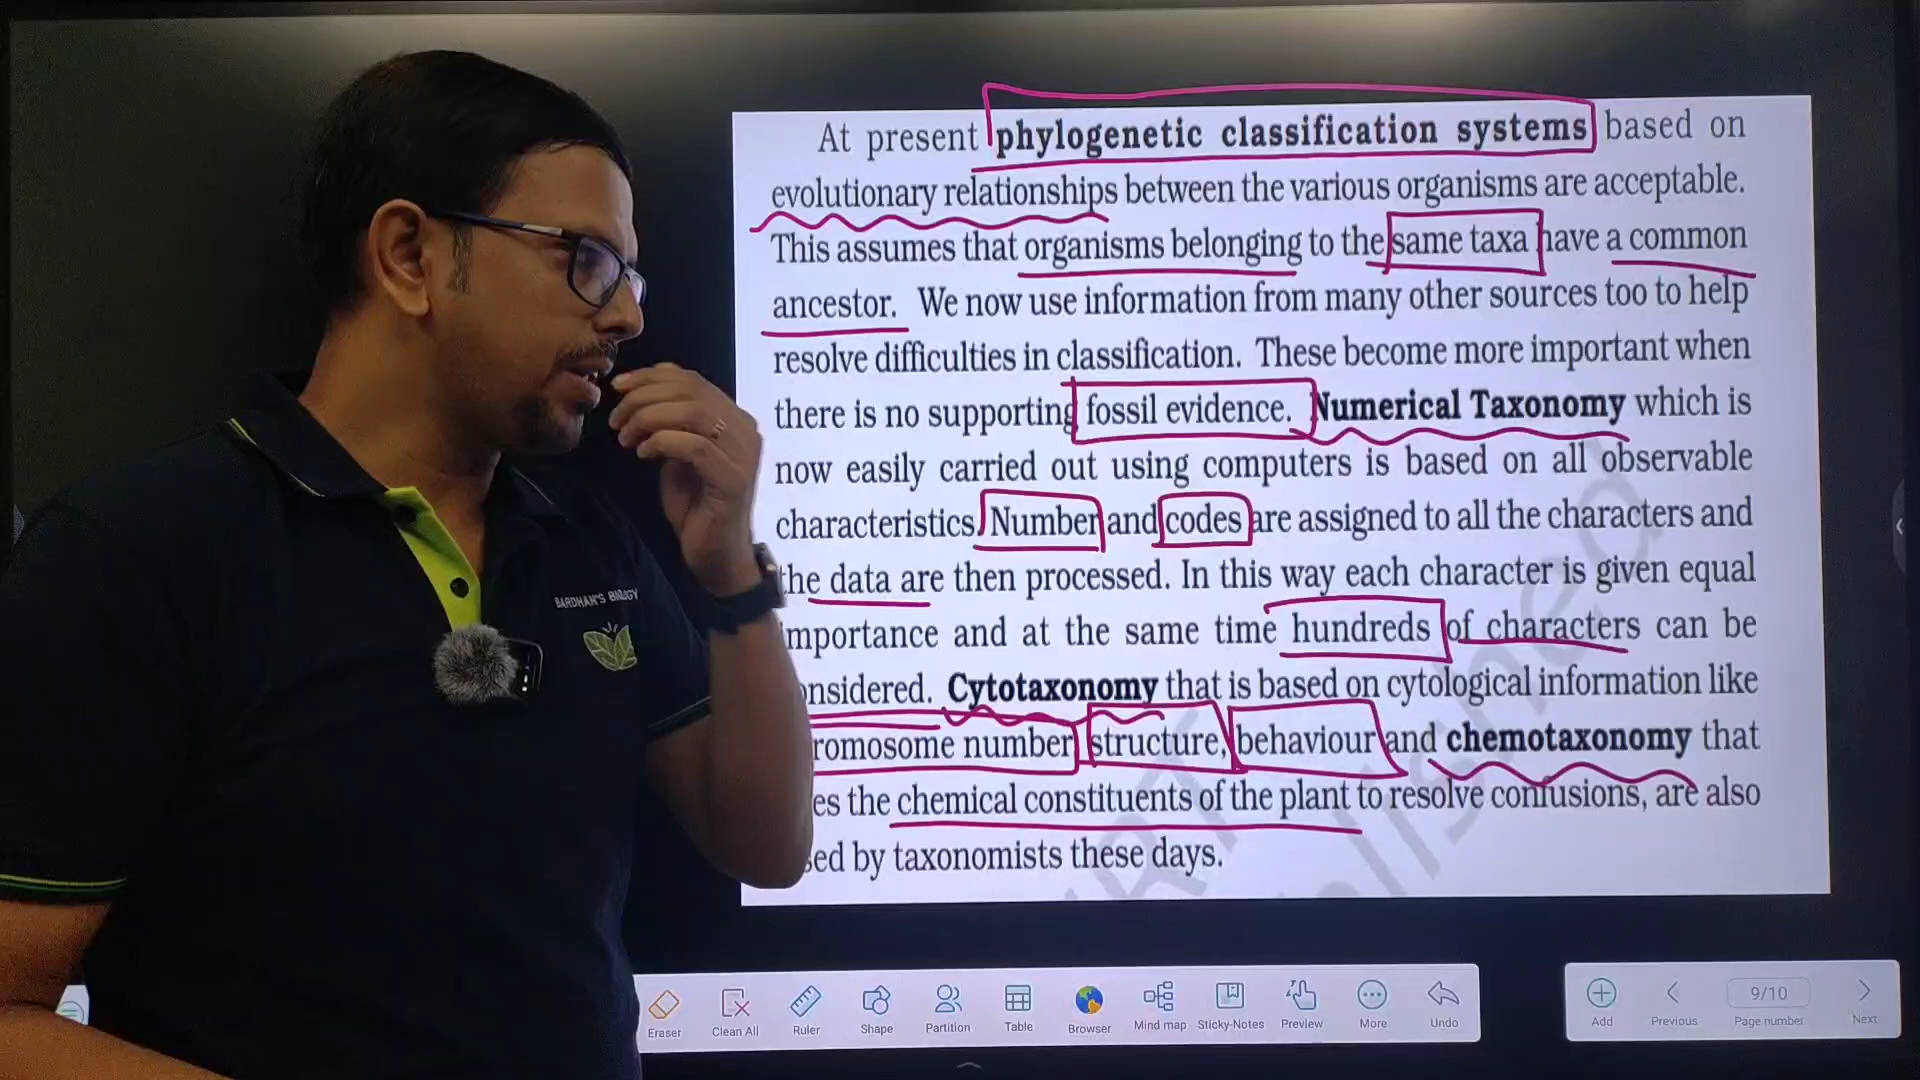 At present phylogenetic classification systems based on
evolutionary relationships between the various organisms are acceptable.
This assumes that organisms belonging to the same taxa have a common
ancestor. We now use information from many other sources too to help
resolve difficulties in classification. These become more important when
there is no supporting fossil evidence. Numerical Taxonomy which is
now easily carried out using computers is based on all observable
characteristics. Number and codes are assigned to all the characters and
the data are then processed. In this way each character is given equal
mportance and at the same time hundreds of characters can be
onsidered. Cytotaxonomy that is based on cytological information like
romosome number, structure, behaviour and chemotaxonomy that
es the chemical constituents of the plant to resolve confusions, are also
sed by taxonomists these days.
BARDHAN'S BIOLOGY
Eraser
Clean All
Ruler
Shape
Partition
Table
Browser
Mind map
Sticky-Notes
Preview
More
Undo
Add
Previous
9/10
Page number
Next